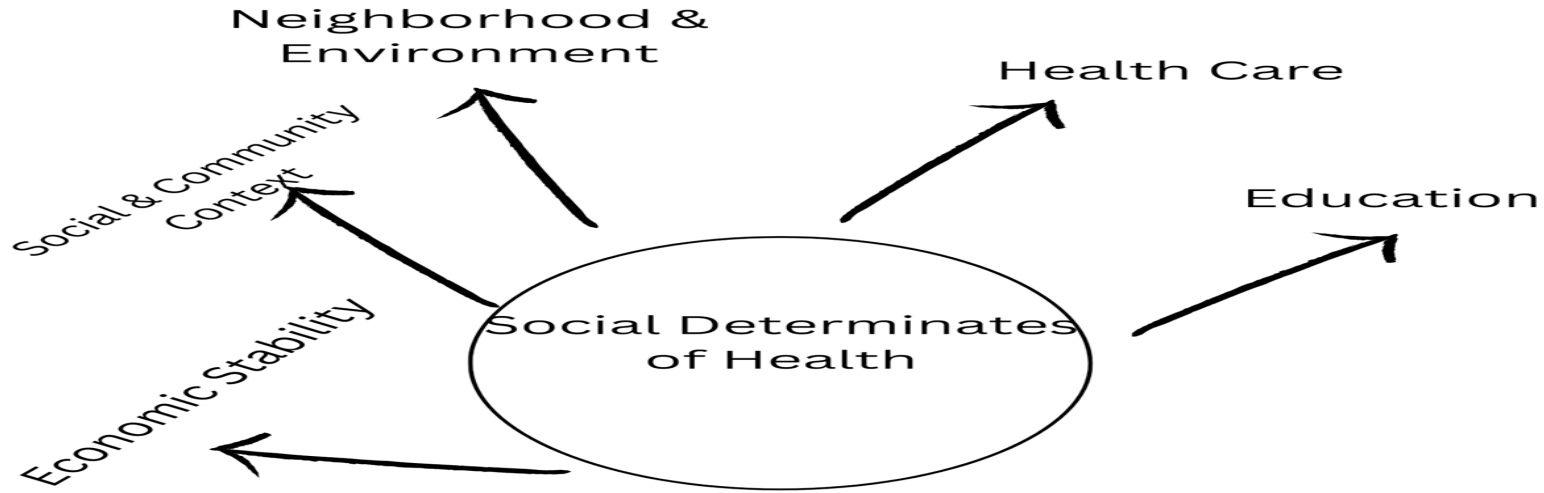 Neighborhood &
Environment
Health Care
Social & Community
Context
Education
Social Determinates
of Health
Economic Stability